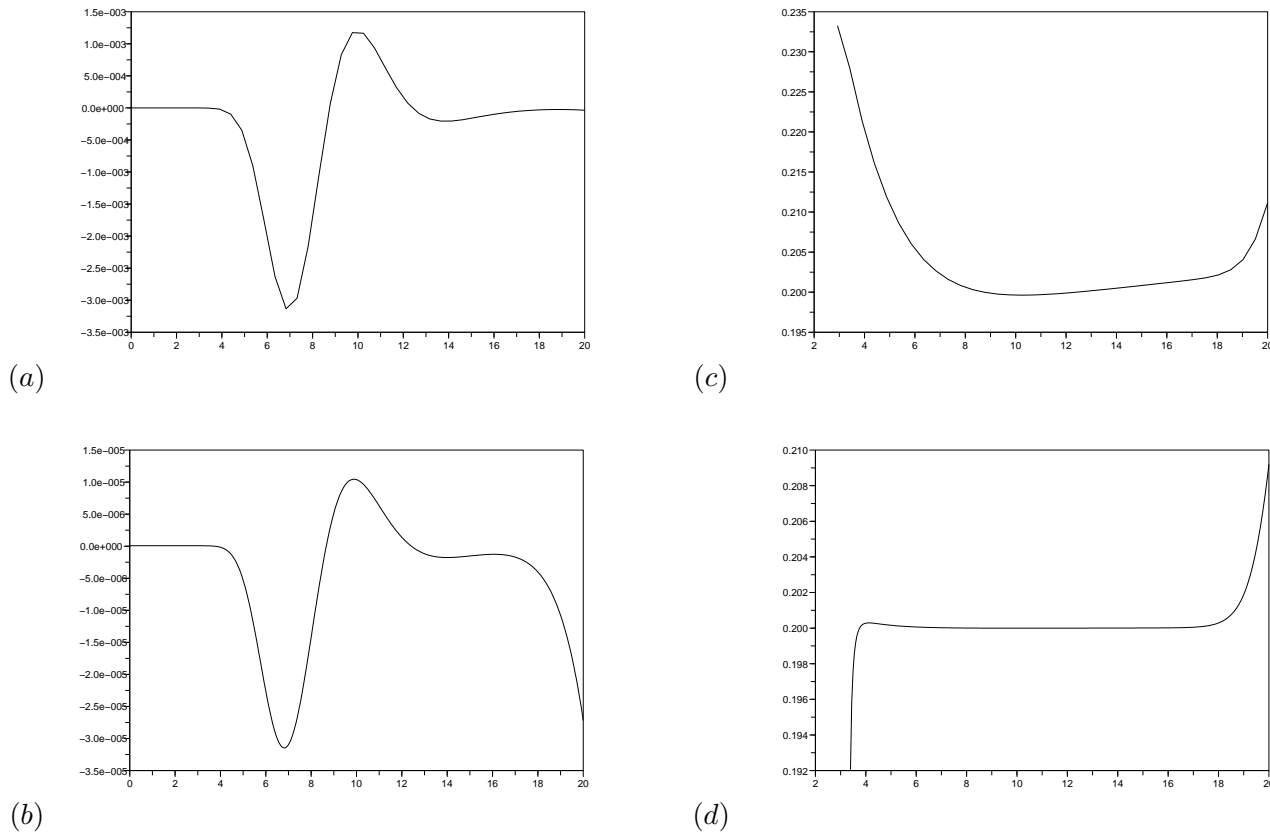 1.5e−003
1.0e−003
5.0e−004
0.0e+000
−5.0e−004
−1.0e−003
−1.5e−003
−2.0e−003
−2.5e−003
−3.0e−003
−3.5e−003
0 2 4 6 8 10 12 14 16 18 20
(a)
0.235
0.230
0.225
0.220
0.215
0.210
0.205
0.200
0.195
2 4 6 8 10 12 14 16 18 20
(c)
1.5e−005
1.0e−005
5.0e−006
0.0e+000
−5.0e−006
−1.0e−005
−1.5e−005
−2.0e−005
−2.5e−005
−3.0e−005
−3.5e−005
0 2 4 6 8 10 12 14 16 18 20
(b)
0.210
0.208
0.206
0.204
0.202
0.200
0.198
0.196
0.194
0.192
2 4 6 8 10 12 14 16 18 20
(d)